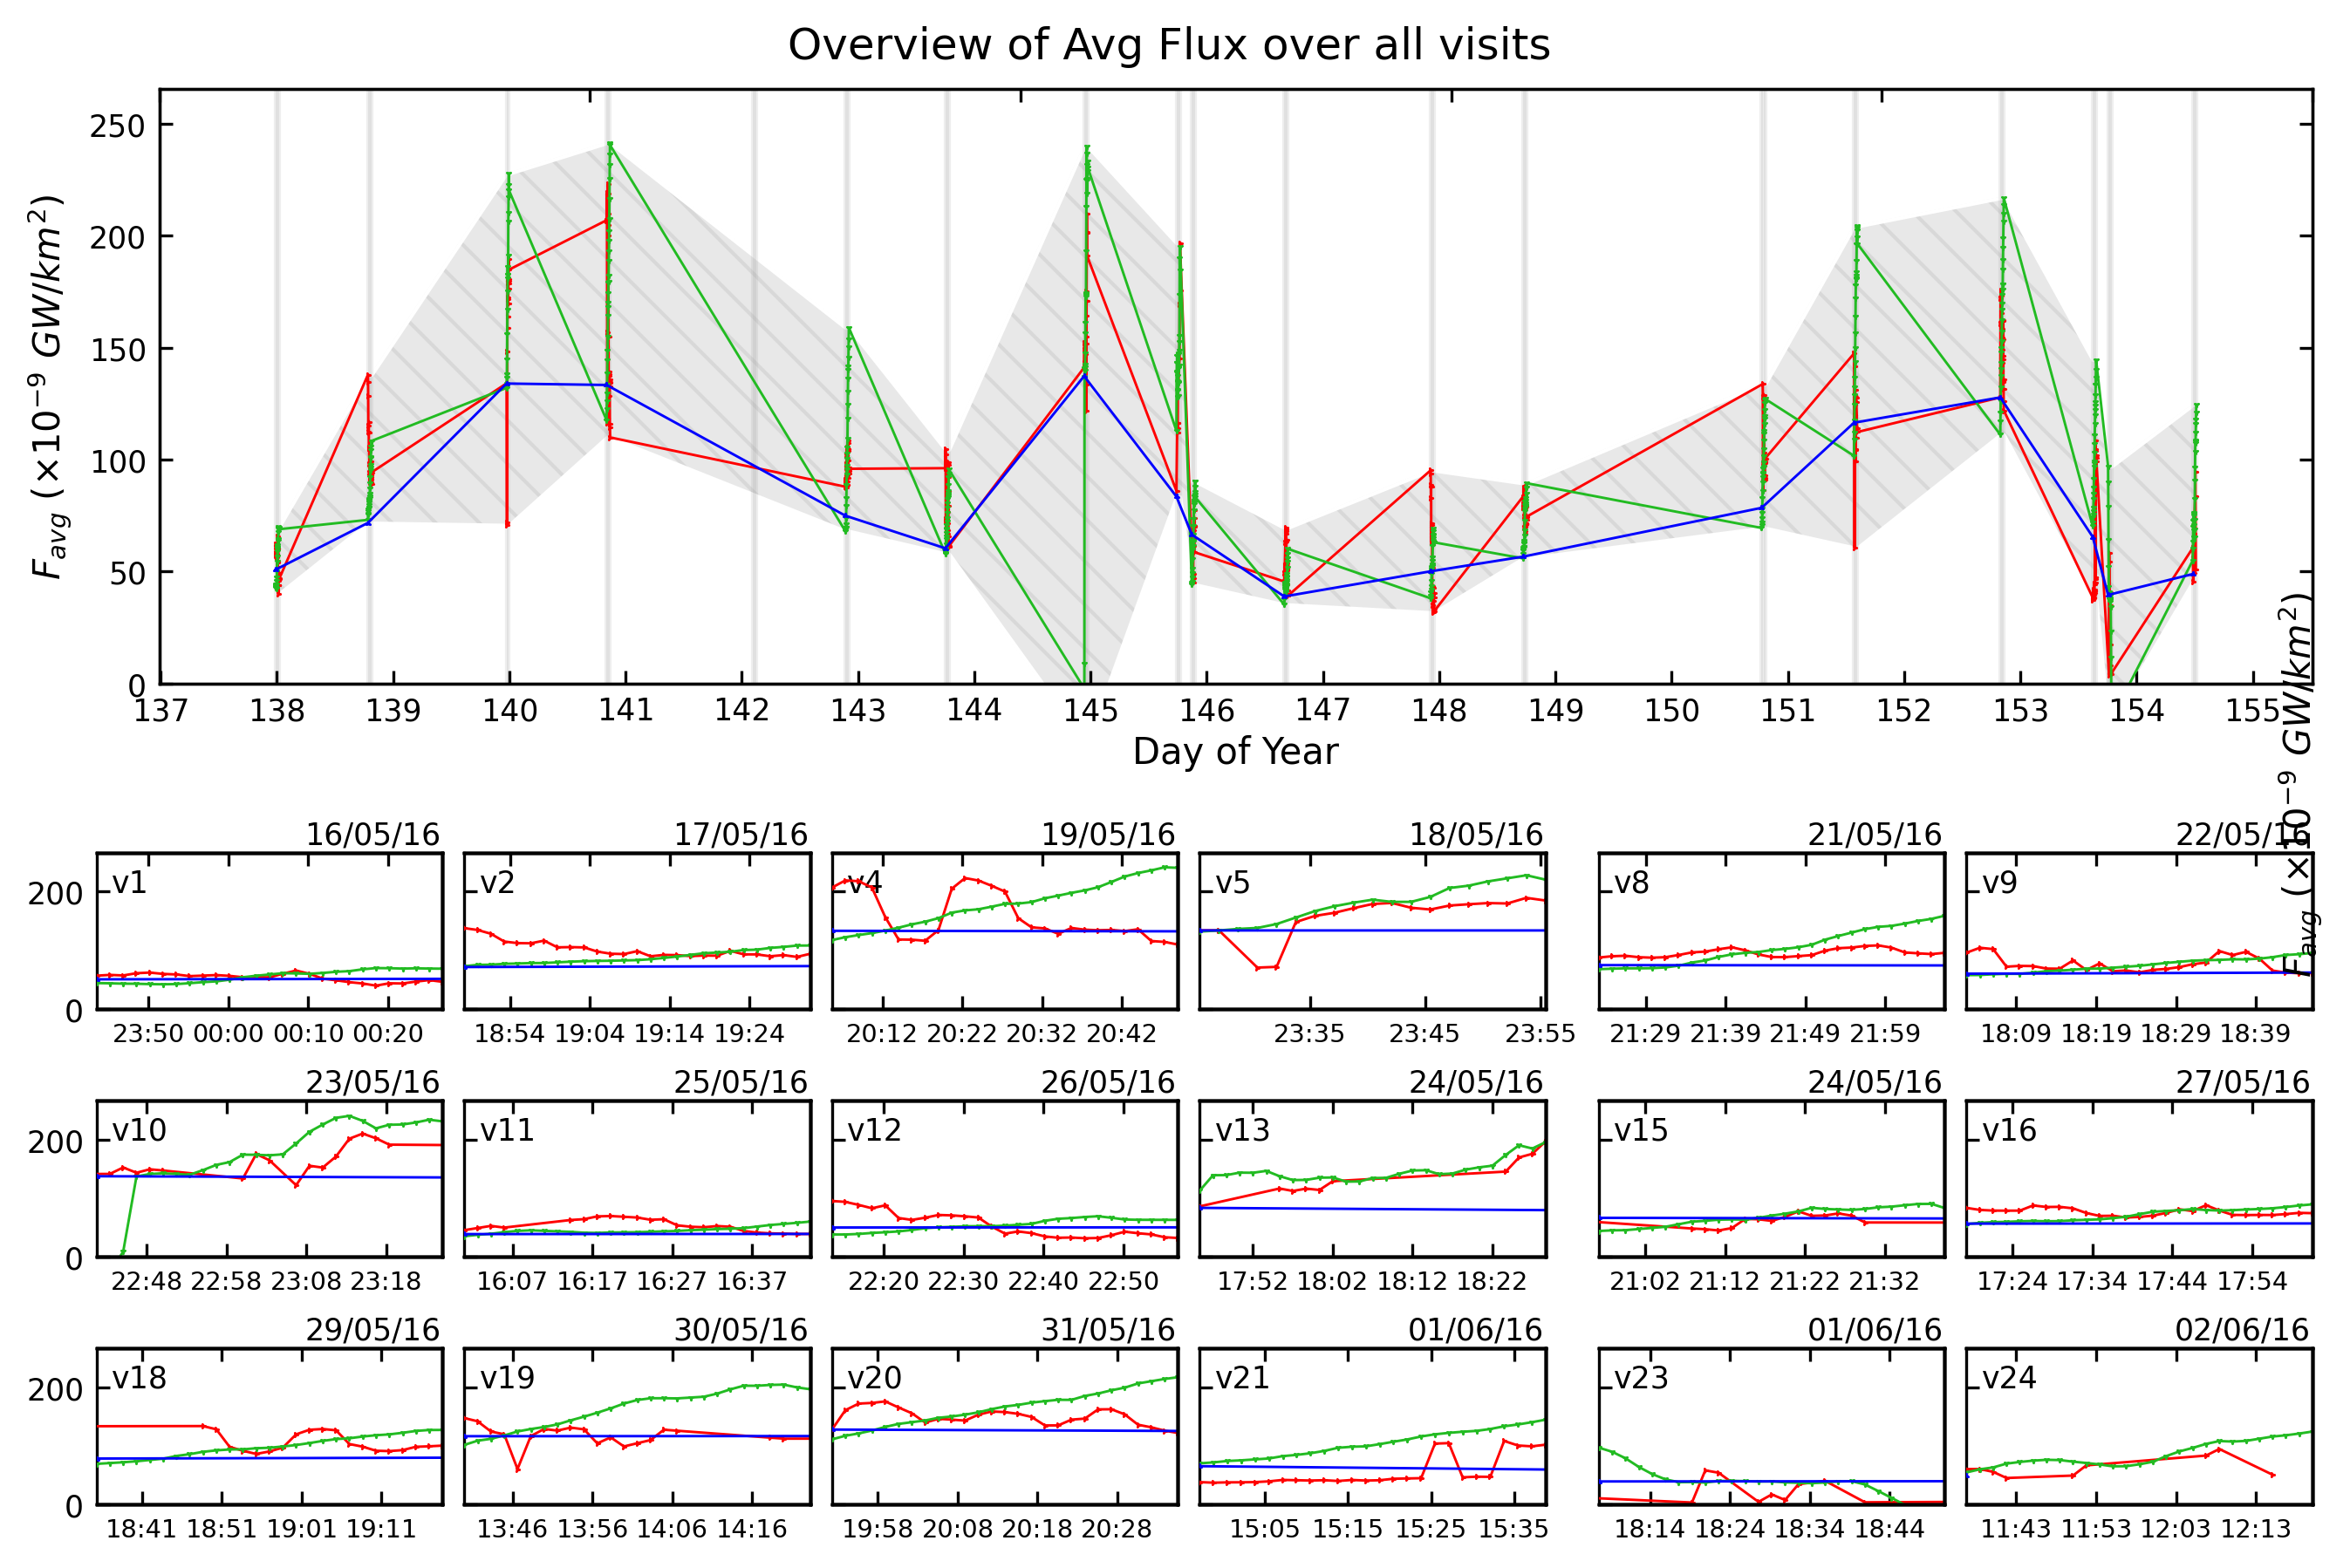 Overview of Avg Flux over all visits
250
200
150
100
50
0
F_avg (×10⁻⁹ GW/km²)
137 138 139 140 141 142 143 144 145 146 147 148 149 150 151 152 153 154 155
Day of Year
F_avg (×10⁻⁹ GW/km²)
16/05/16 17/05/16 19/05/16 18/05/16 21/05/16 22/05/16
v1 v2 v4 v5 v8 v9
200
0
23:50 00:00 00:10 00:20 18:54 19:04 19:14 19:24 20:12 20:22 20:32 20:42 23:35 23:45 23:55 21:29 21:39 21:49 21:59 18:09 18:19 18:29 18:39
23/05/16 25/05/16 26/05/16 24/05/16 24/05/16 27/05/16
v10 v11 v12 v13 v15 v16
200
0
22:48 22:58 23:08 23:18 16:07 16:17 16:27 16:37 22:20 22:30 22:40 22:50 17:52 18:02 18:12 18:22 21:02 21:12 21:22 21:32 17:24 17:34 17:44 17:54
29/05/16 30/05/16 31/05/16 01/06/16 01/06/16 02/06/16
v18 v19 v20 v21 v23 v24
200
0
18:41 18:51 19:01 19:11 13:46 13:56 14:06 14:16 19:58 20:08 20:18 20:28 15:05 15:15 15:25 15:35 18:14 18:24 18:34 18:44 11:43 11:53 12:03 12:13